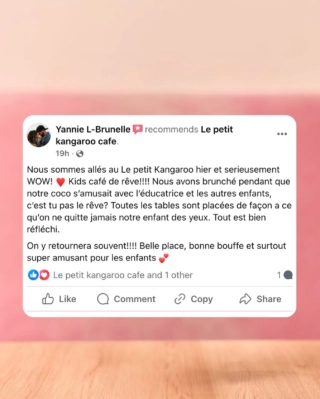 Yannie L-Brunelle recommends Le petit
kangaroo cafe.
19h ·
Nous sommes allés au Le petit Kangaroo hier et serieusement
WOW! ❤️ Kids café de rêve!!!! Nous avons brunché pendant que
notre coco s'amusait avec l'éducatrice et les autres enfants,
c'est tu pas le rêve? Toutes les tables sont placées de façon a ce
qu'on ne quitte jamais notre enfant des yeux. Tout est bien
réfléchi.
On y retournera souvent!!!! Belle place, bonne bouffe et surtout
super amusant pour les enfants 💕
Le petit kangaroo cafe and 1 other 1
Like Comment Copy Share